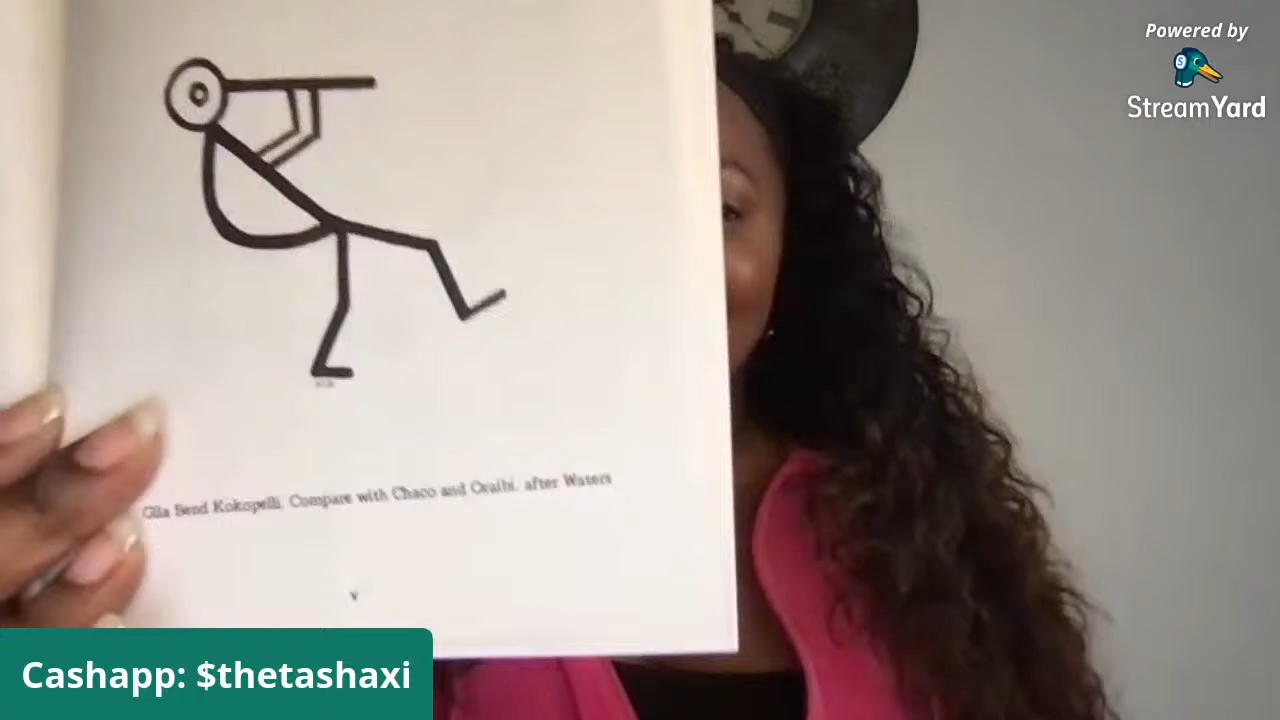 Powered by
StreamYard
Gila Bend Kokopelli. Compare with Chaco and Oraibi. after Waters
v
Cashapp: $thetashaxi